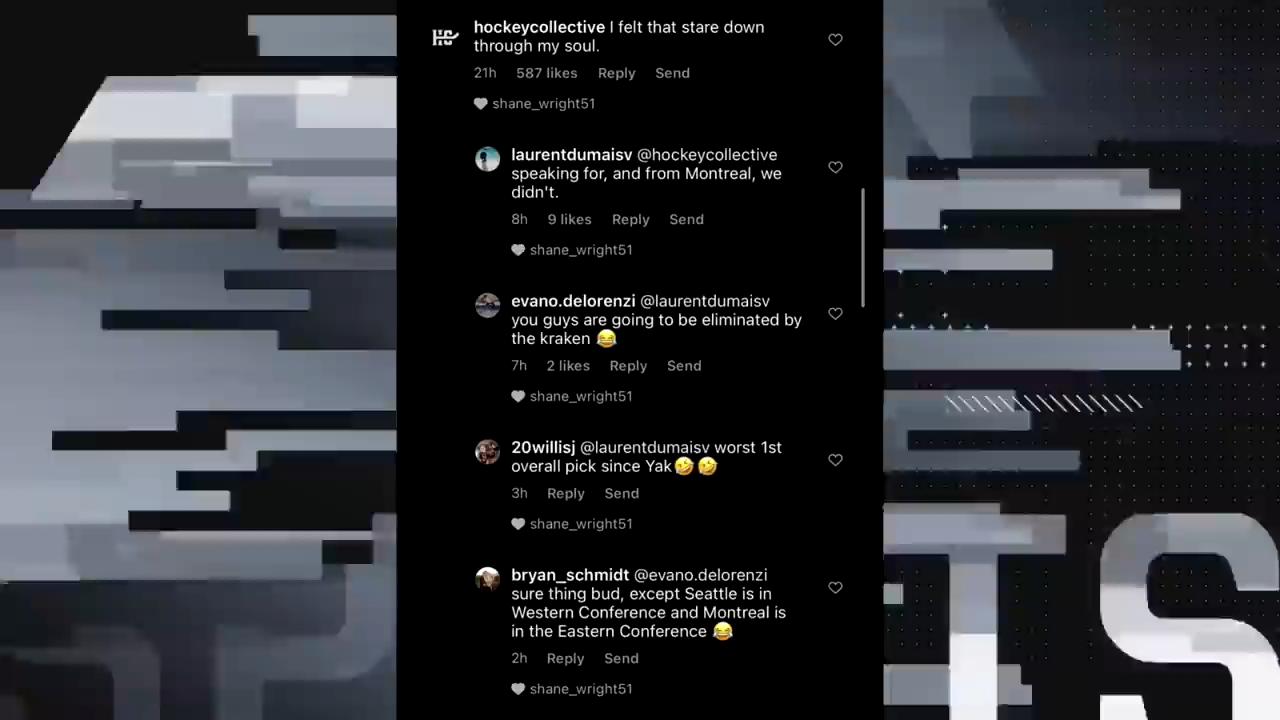 HC
hockeycollective I felt that stare down
through my soul.
21h 587 likes Reply Send
shane_wright51
laurentdumaisv @hockeycollective
speaking for, and from Montreal, we
didn't.
8h 9 likes Reply Send
shane_wright51
evano.delorenzi @laurentdumaisv
you guys are going to be eliminated by
the kraken 😂
7h 2 likes Reply Send
shane_wright51
20willisj @laurentdumaisv worst 1st
overall pick since Yak🤣🤣
3h Reply Send
shane_wright51
bryan_schmidt @evano.delorenzi
sure thing bud, except Seattle is in
Western Conference and Montreal is
in the Eastern Conference 😂
2h Reply Send
shane_wright51
TS